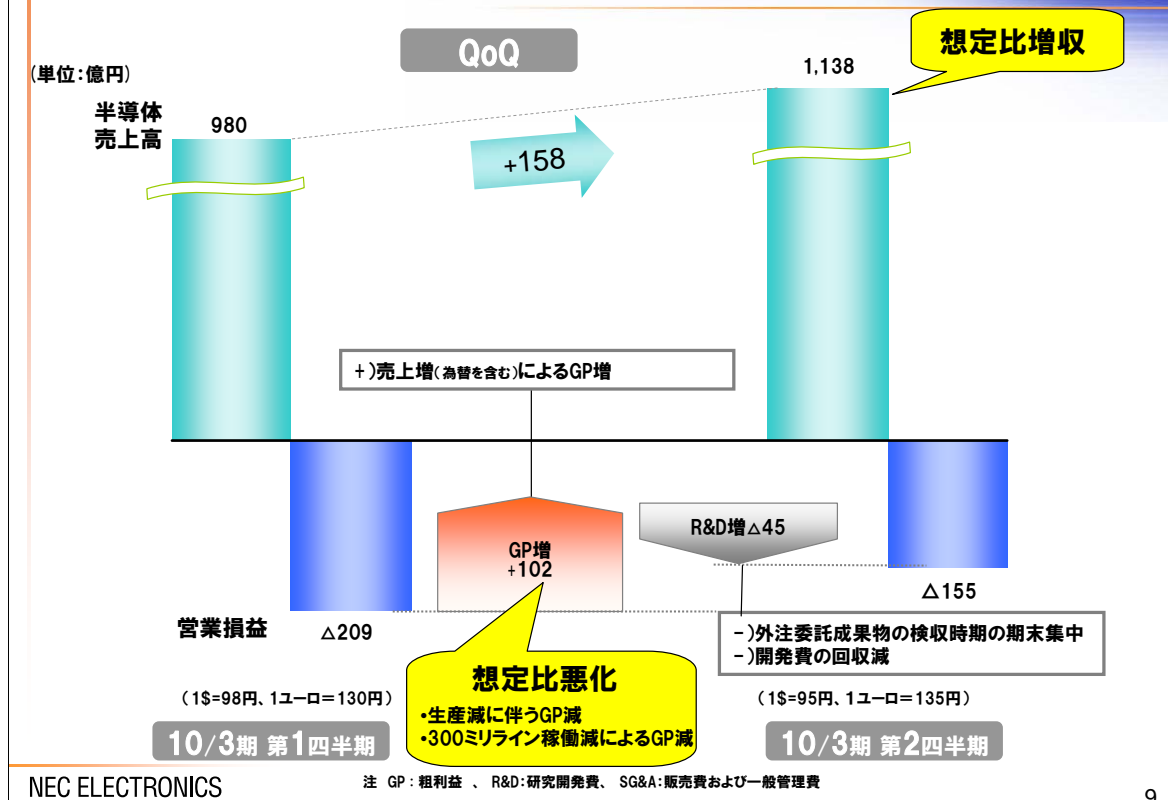 QoQ
想定比増収
(単位：億円)
半導体
売上高
980
1,138
+158
+)売上増(為替を含む)によるGP増
GP増
+102
R&D増△45
営業損益
△209
△155
-)外注委託成果物の検収時期の期末集中
-)開発費の回収減
想定比悪化
•生産減に伴うGP減
•300ミリライン稼働減によるGP減
(1$=98円、1ユーロ=130円)
(1$=95円、1ユーロ=135円)
10/3期 第1四半期
10/3期 第2四半期
NEC ELECTRONICS
注 GP：粗利益 、 R&D:研究開発費、 SG&A:販売費および一般管理費
9